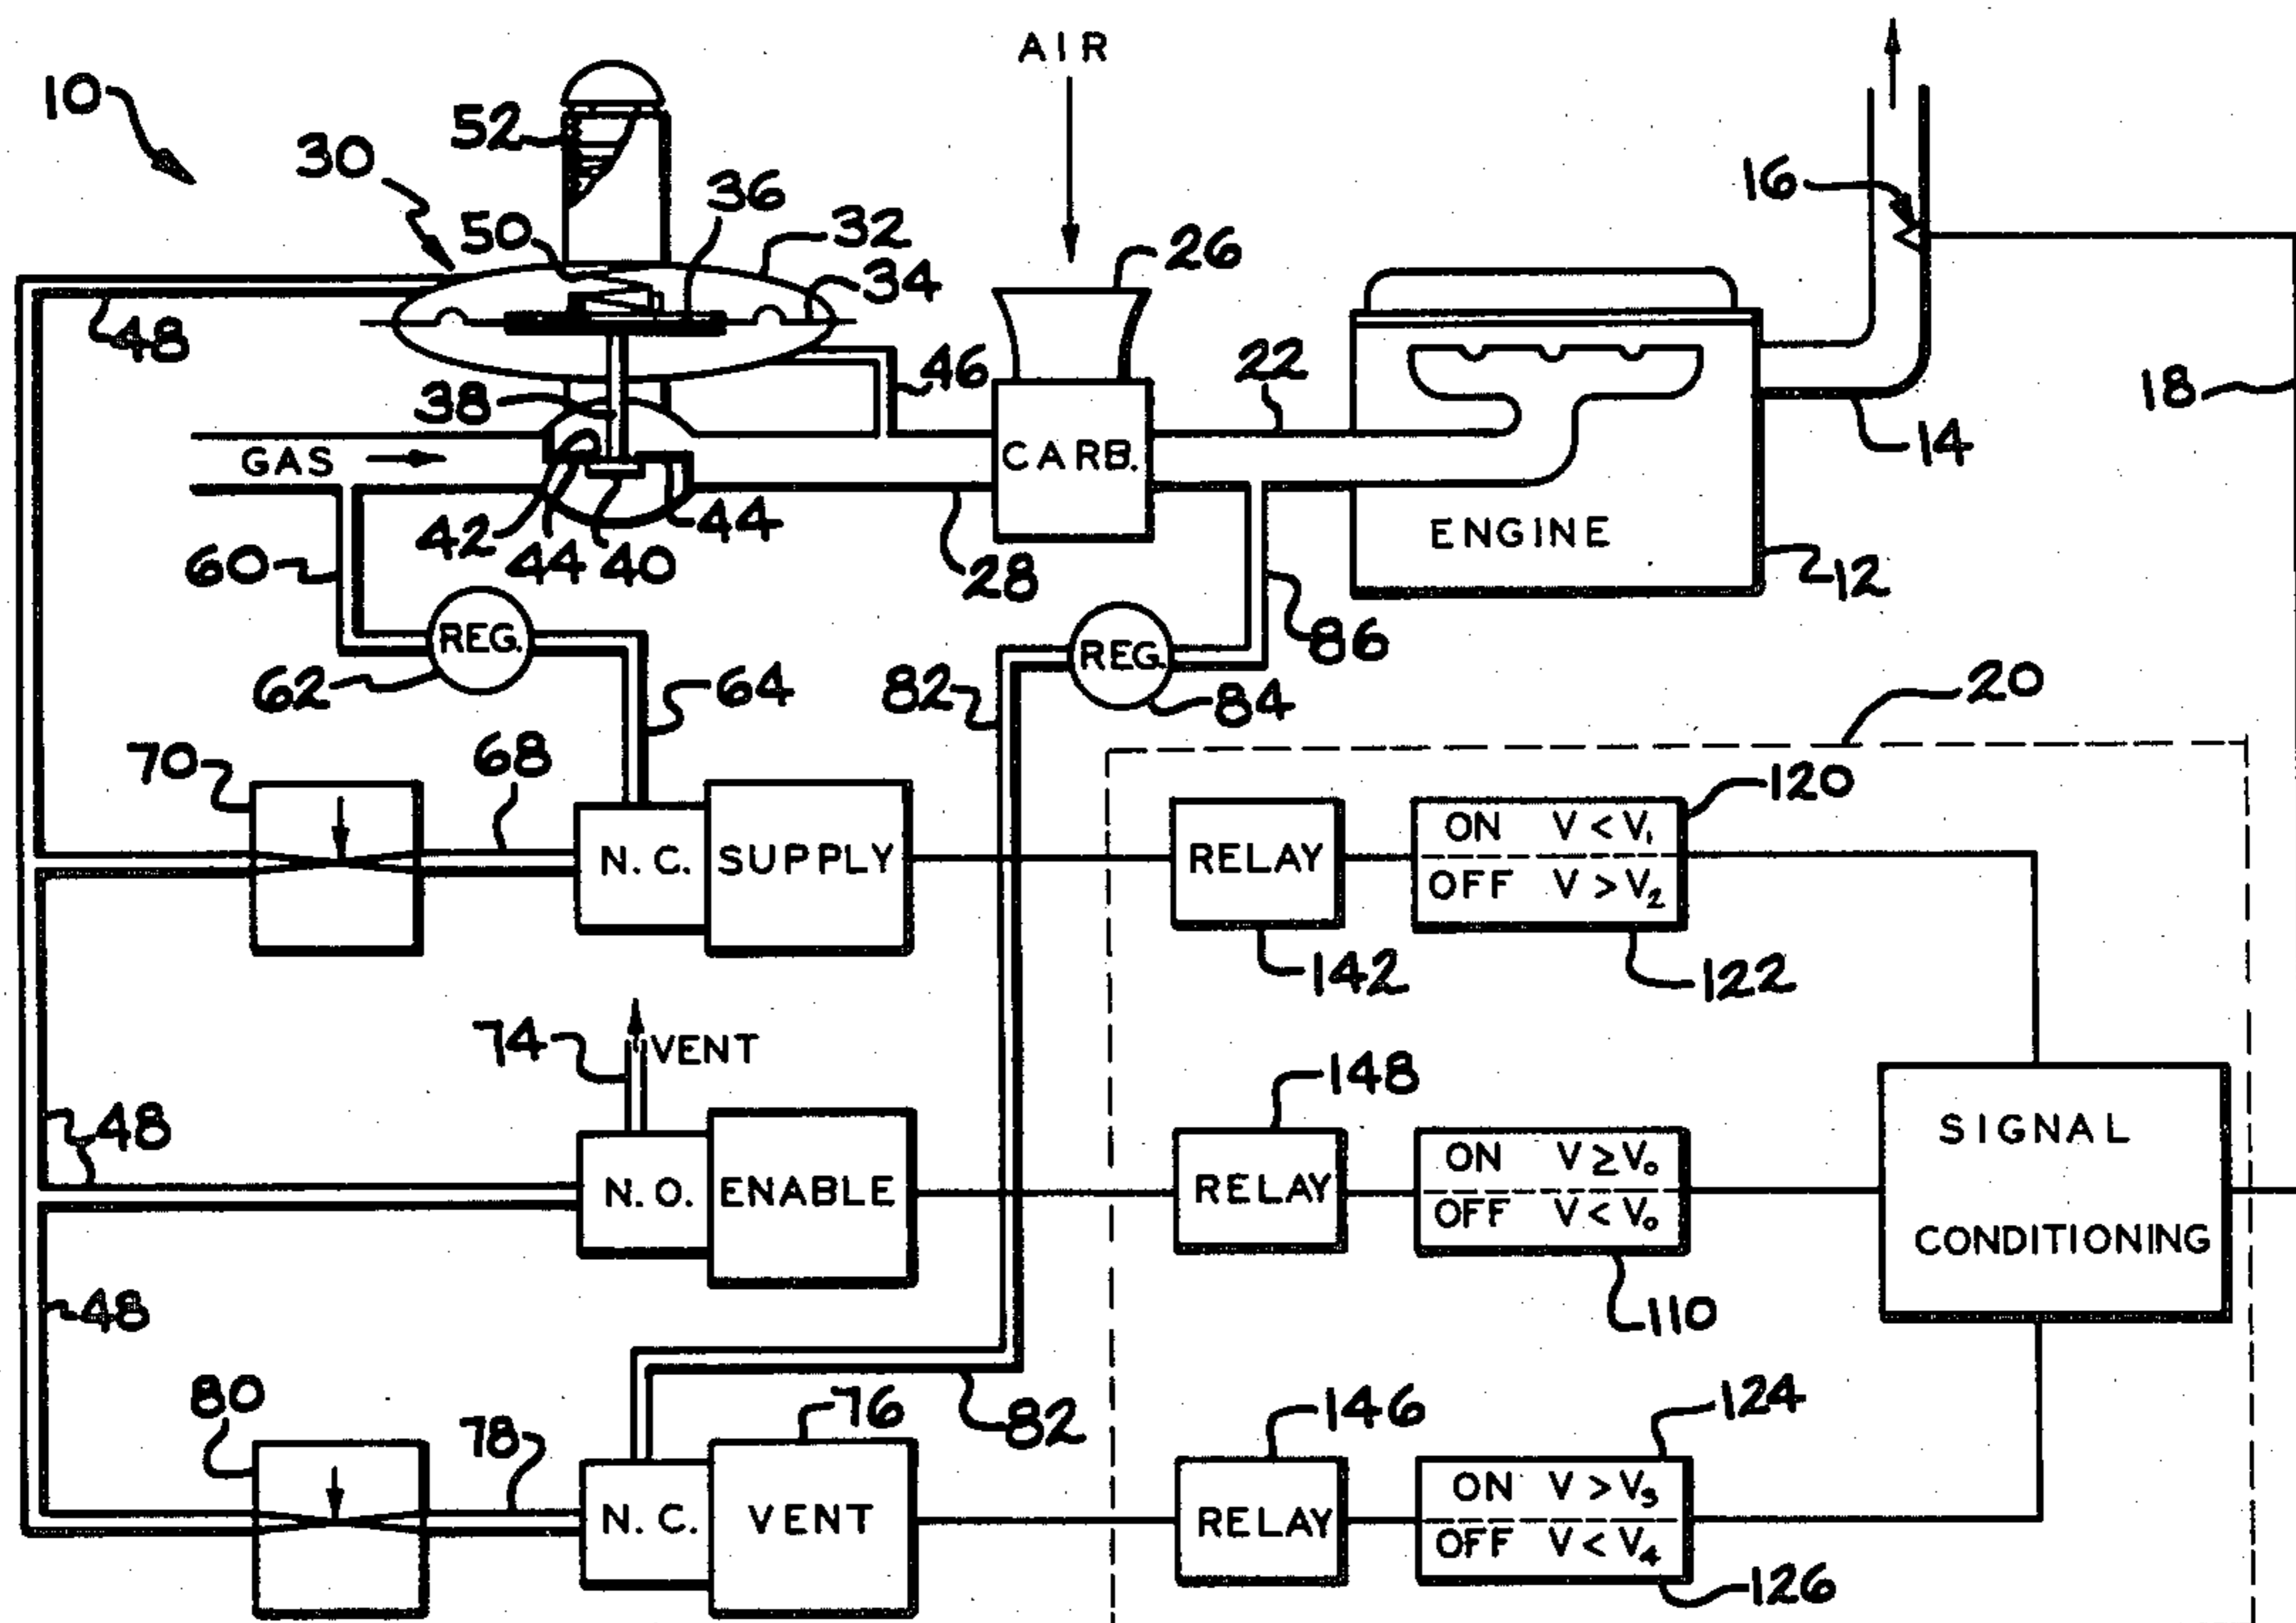 AIR
10
52
30
36
16
50
32
26
34
48
46
22
18
38
14
GAS
CARB.
42
44
40
44
ENGINE
60
28
12
REG.
REG.
86
62
64
82
84
20
70
68
120
N. C. SUPPLY
RELAY
ON V < V₁
OFF V > V₂
142
122
74
VENT
148
48
N. O. ENABLE
RELAY
ON V ≥ V₀
OFF V < V₀
SIGNAL
CONDITIONING
48
110
80
78
76
82
146
124
N. C. VENT
RELAY
ON V > V₃
OFF V < V₄
126